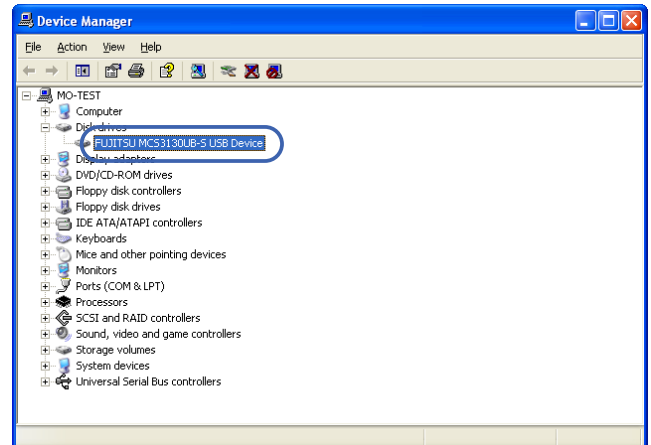 Device Manager
File Action View Help
MO-TEST
Computer
Disk drives
FUJITSU MCS3130UB-S USB Device
Display adapters
DVD/CD-ROM drives
Floppy disk controllers
Floppy disk drives
IDE ATA/ATAPI controllers
Keyboards
Mice and other pointing devices
Monitors
Ports (COM & LPT)
Processors
SCSI and RAID controllers
Sound, video and game controllers
Storage volumes
System devices
Universal Serial Bus controllers